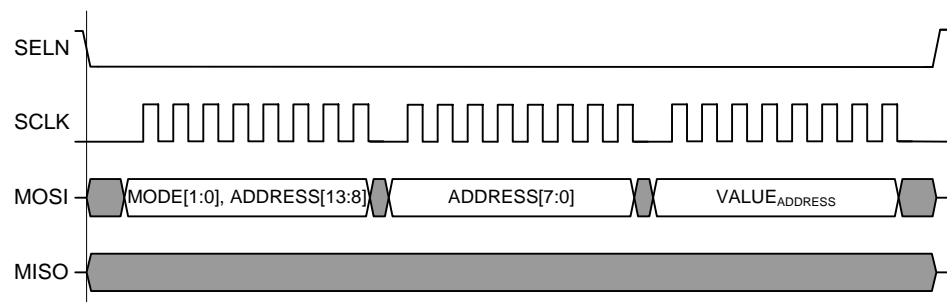 SELN
SCLK
MOSI MODE[1:0], ADDRESS[13:8] ADDRESS[7:0] VALUEADDRESS
MISO